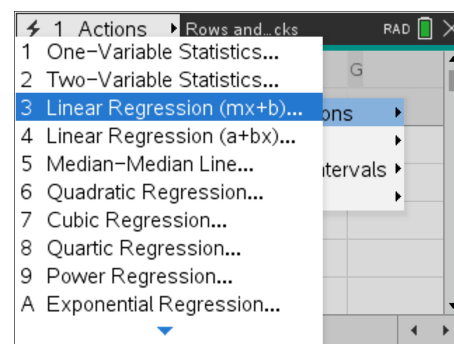 1 Actions Rows and...cks RAD
1 One-Variable Statistics...
2 Two-Variable Statistics...
G
3 Linear Regression (mx+b)...
ons
4 Linear Regression (a+bx)...
5 Median-Median Line...
ntervals
6 Quadratic Regression...
7 Cubic Regression...
8 Quartic Regression...
9 Power Regression...
A Exponential Regression...